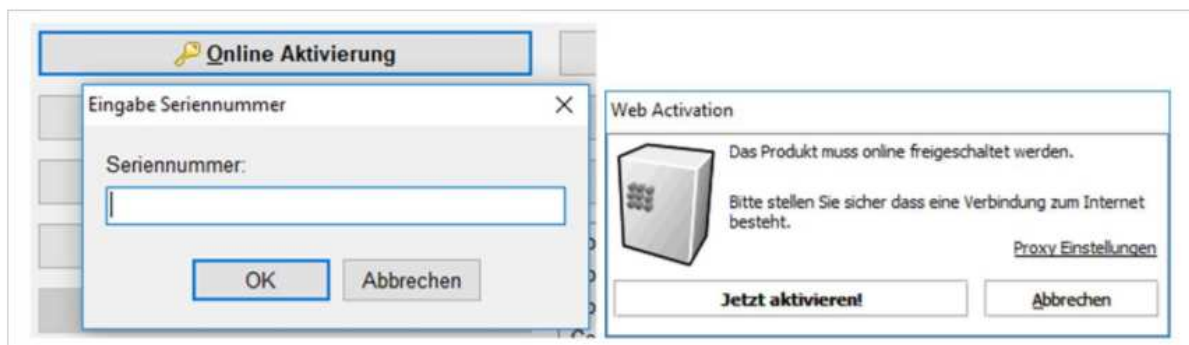 Online Aktivierung
Eingabe Seriennummer
Seriennummer:
OK
Abbrechen
Web Activation
Das Produkt muss online freigeschaltet werden.
Bitte stellen Sie sicher dass eine Verbindung zum Internet
besteht.
Proxy Einstellungen
Jetzt aktivieren!
Abbrechen